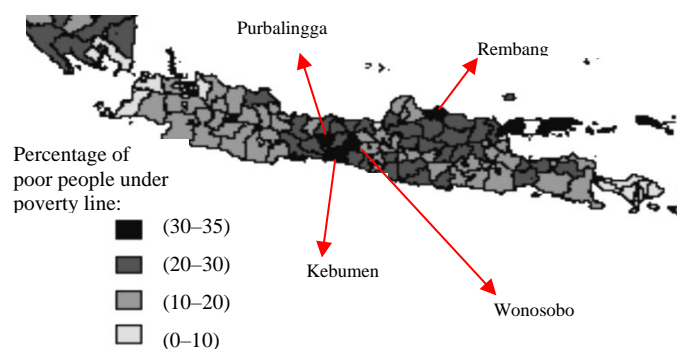 Purbalingga
Rembang
Percentage of
poor people under
poverty line:
(30–35)
(20–30)
(10–20)
(0–10)
Kebumen
Wonosobo